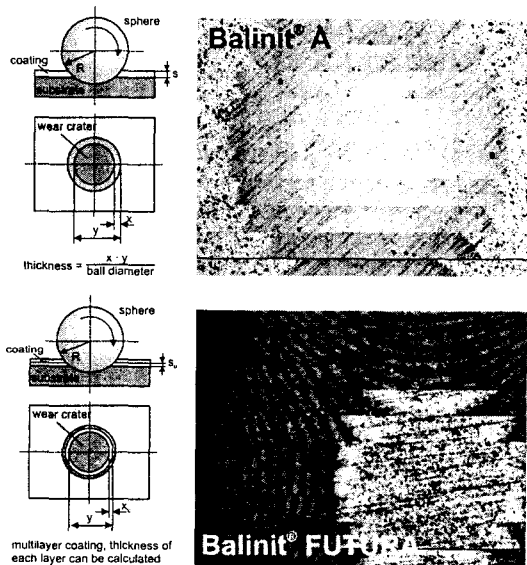 sphere
coating
R
s
substrate
wear crater
x
y
thickness = x · y
ball diameter
Balinit® A
sphere
coating
R
substrate
wear crater
y
multilayer coating, thickness of
each layer can be calculated
Balinit® FUTURA